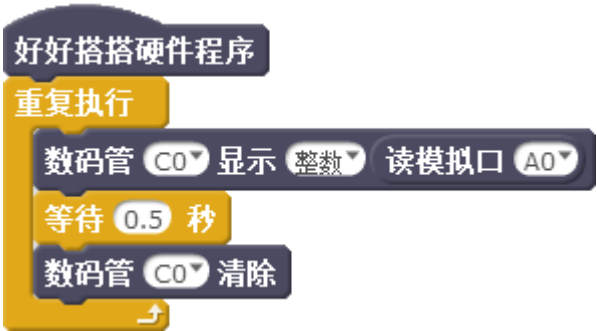 好好搭搭硬件程序
重复执行
数码管 C0 显示 整数 读模拟口 A0
等待 0.5 秒
数码管 C0 清除